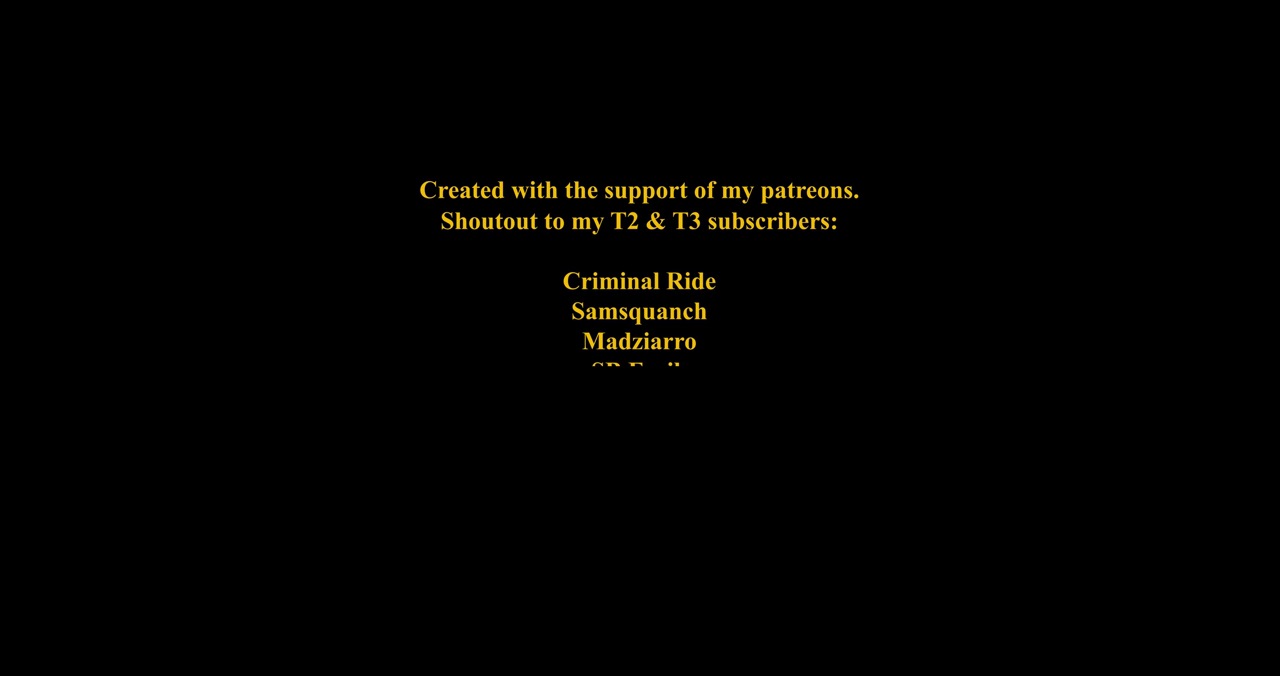 Created with the support of my patreons.
Shoutout to my T2 & T3 subscribers:
Criminal Ride
Samsquanch
Madziarro